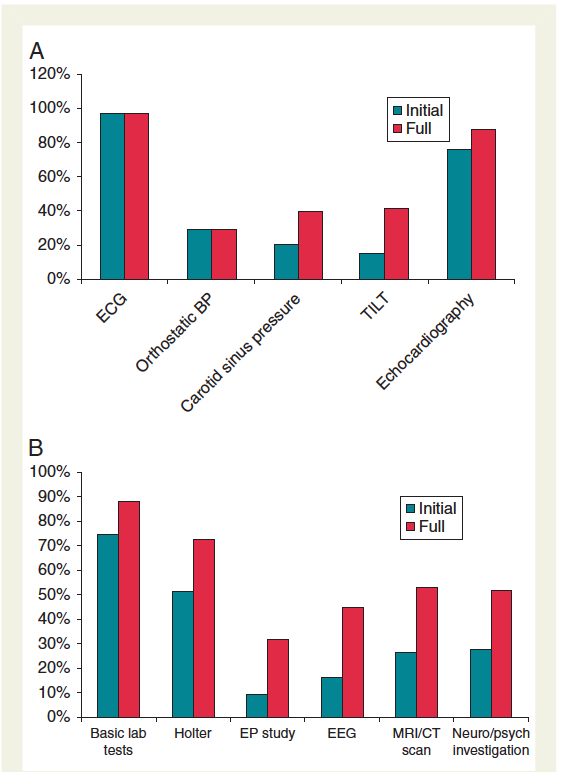 A
120%
100%
80%
60%
40%
20%
0%
Initial
Full
ECG
Orthostatic BP
Carotid sinus pressure
TILT
Echocardiography
B
100%
90%
80%
70%
60%
50%
40%
30%
20%
10%
0%
Initial
Full
Basic lab
tests
Holter
EP study
EEG
MRI/CT
scan
Neuro/psych
investigation